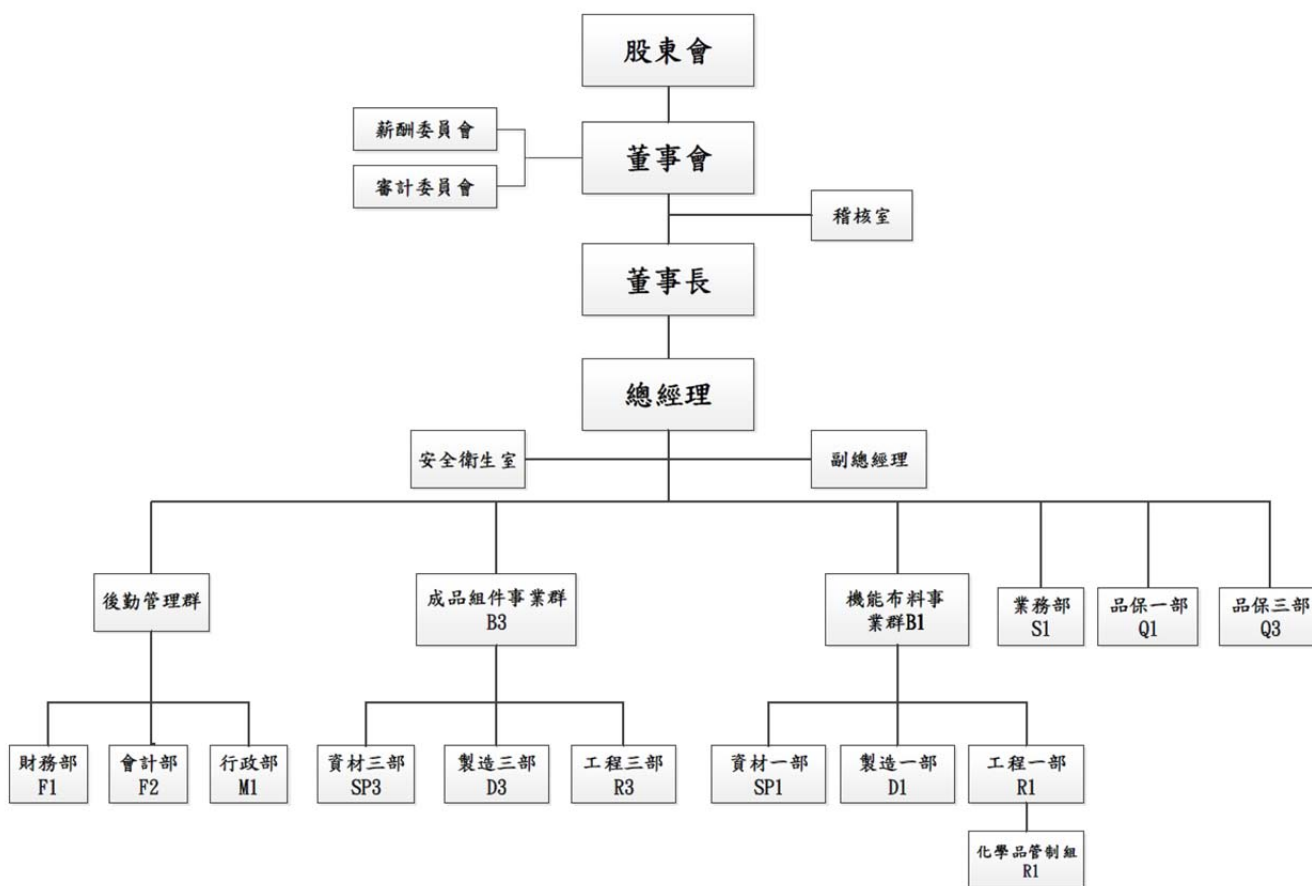 股東會
薪酬委員會
董事會
審計委員會
稽核室
董事長
總經理
安全衛生室
副總經理
後勤管理群
成品組件事業群
B3
機能布料事
業群B1
業務部
S1
品保一部
Q1
品保三部
Q3
財務部
F1
會計部
F2
行政部
M1
資材三部
SP3
製造三部
D3
工程三部
R3
資材一部
SP1
製造一部
D1
工程一部
R1
化學品管制組
R1